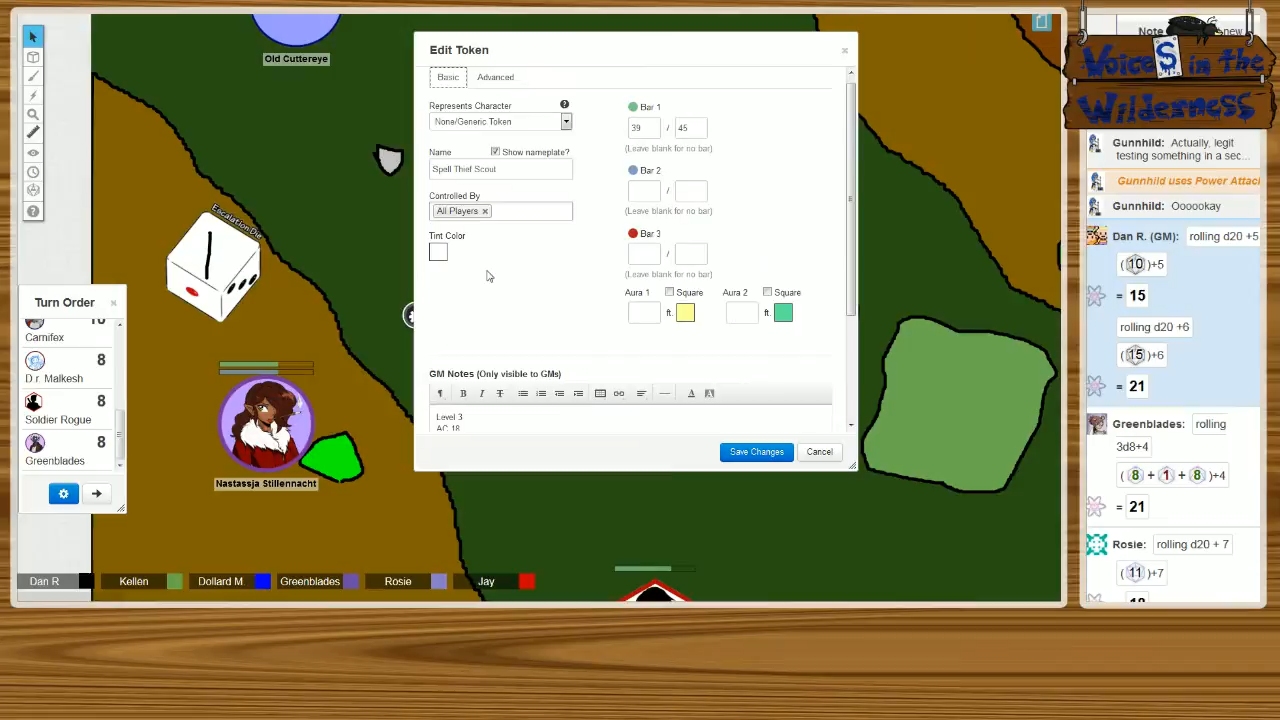 Old Cuttereye
Escalation Die
Turn Order
×
Carnifex
D r. Malkesh
8
Soldier Rogue
8
Greenblades
8
Nastassja Stillennacht
Dan R
Kellen
Dollard M
Greenblades
Rosie
Jay
Edit Token
×
Basic
Advanced
Represents Character
?
None/Generic Token
Name
Show nameplate?
Spell Thief Scout
Controlled By
All Players ×
Tint Color
Bar 1
39 / 45
(Leave blank for no bar)
Bar 2
/
(Leave blank for no bar)
Bar 3
/
(Leave blank for no bar)
Aura 1
Square
Aura 2
Square
ft.
ft.
GM Notes (Only visible to GMs)
Level 3
AC 18
Save Changes
Cancel
Note
new
VoiceS in the
Wilderness
Gunnhild: Actually, legit
testing something in a sec...
Gunnhild uses Power Attac
Gunnhild: Oooookay
Dan R. (GM): rolling d20 +5
(10)+5
= 15
rolling d20 +6
(15)+6
= 21
Greenblades: rolling
3d8+4
(8 + 1 + 8)+4
= 21
Rosie: rolling d20 + 7
(11)+7